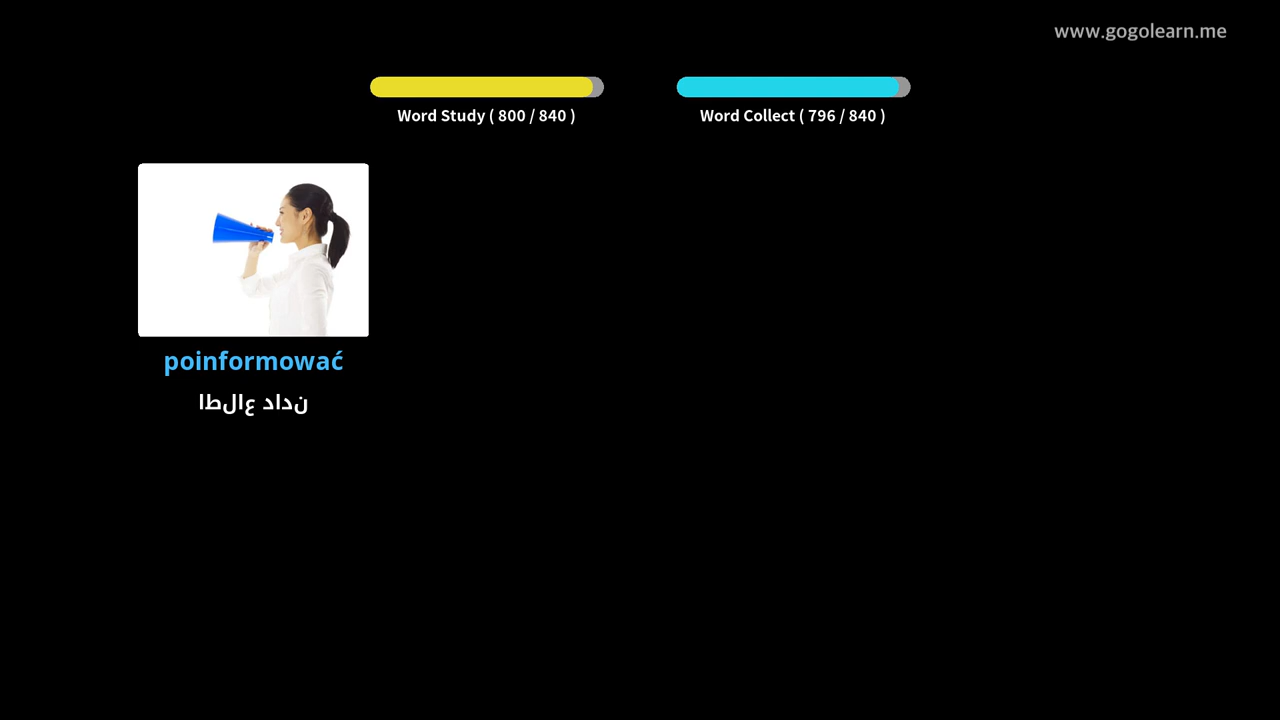 www.gogolearn.me
Word Study ( 800 / 840 )
Word Collect ( 796 / 840 )
poinformować
اطلاع دادن